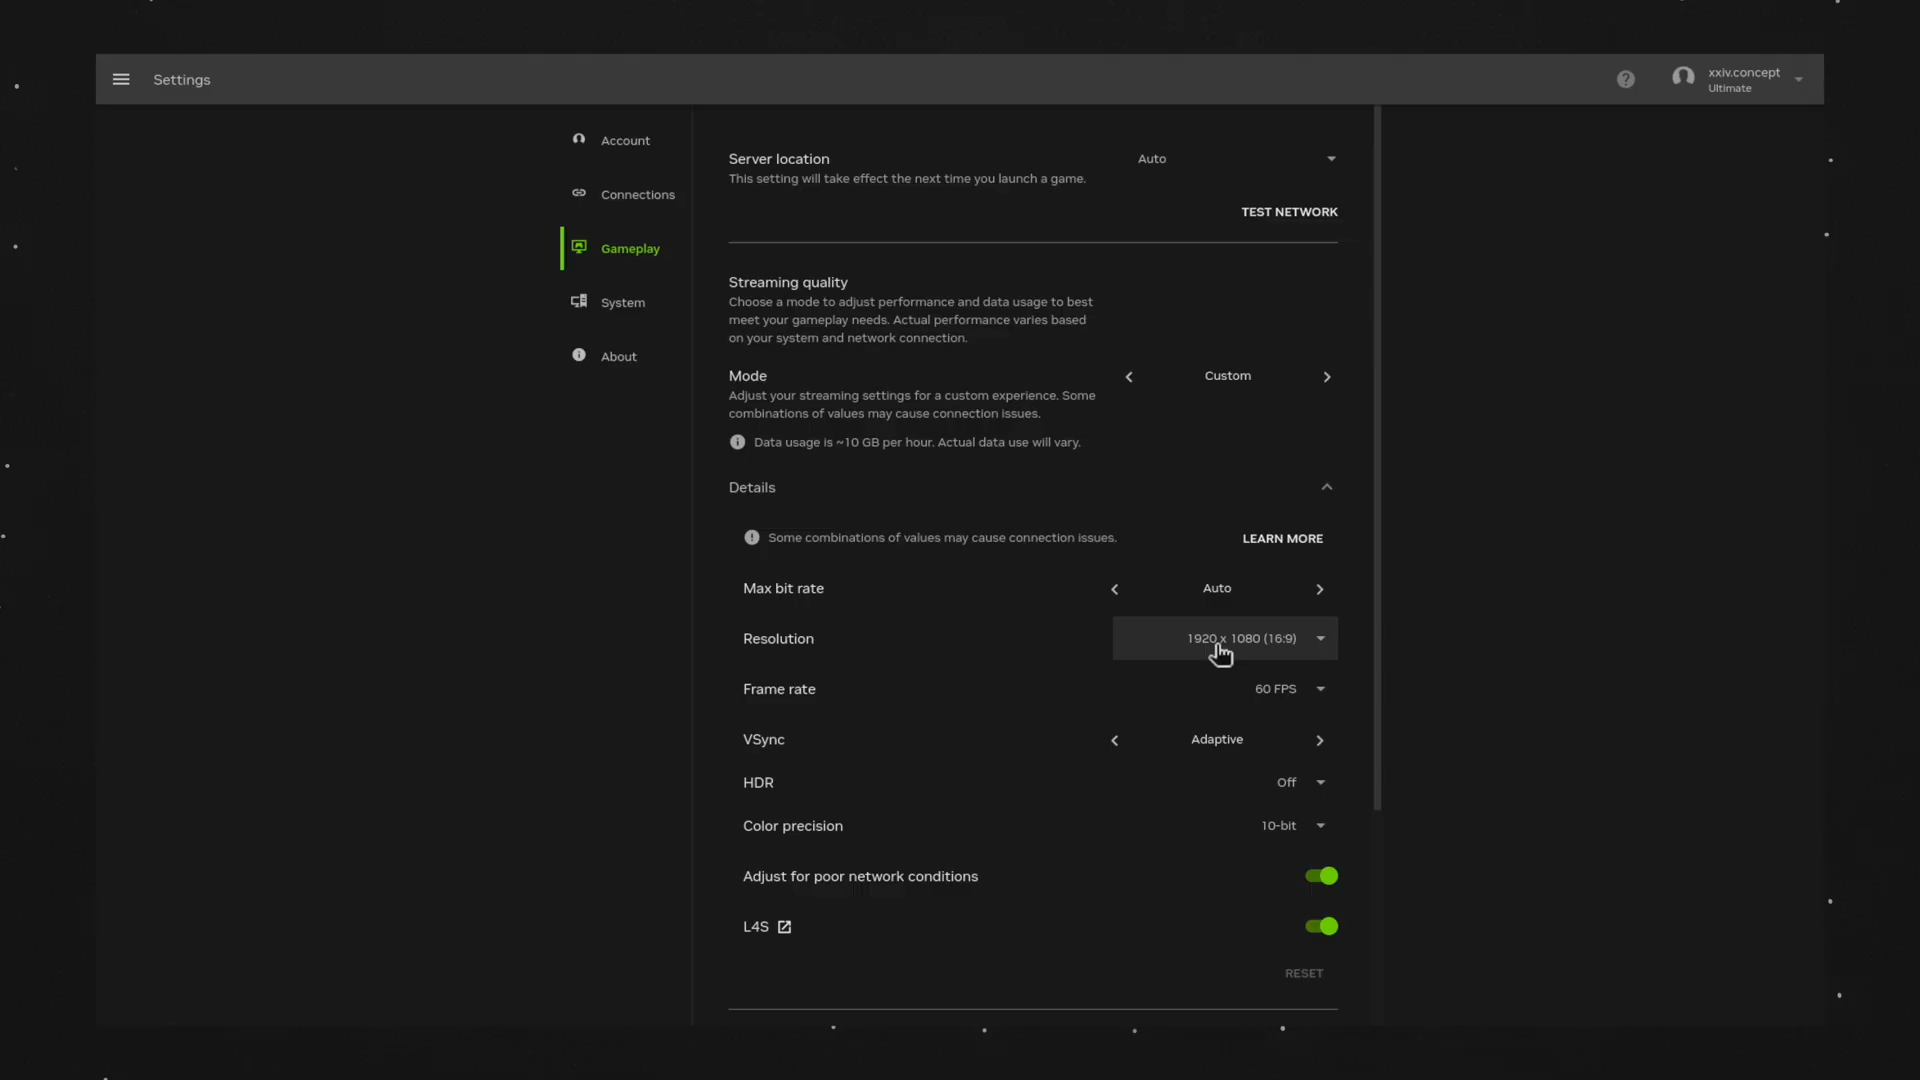 Settings
xxiv.concept
Ultimate
Account
Connections
Gameplay
System
About
Server location
Auto
This setting will take effect the next time you launch a game.
TEST NETWORK
Streaming quality
Choose a mode to adjust performance and data usage to best
meet your gameplay needs. Actual performance varies based
on your system and network connection.
Mode
Custom
Adjust your streaming settings for a custom experience. Some
combinations of values may cause connection issues.
Data usage is ~10 GB per hour. Actual data use will vary.
Details
Some combinations of values may cause connection issues.
LEARN MORE
Max bit rate
Auto
Resolution
1920 x 1080 (16:9)
Frame rate
60 FPS
VSync
Adaptive
HDR
Off
Color precision
10-bit
Adjust for poor network conditions
L4S
RESET